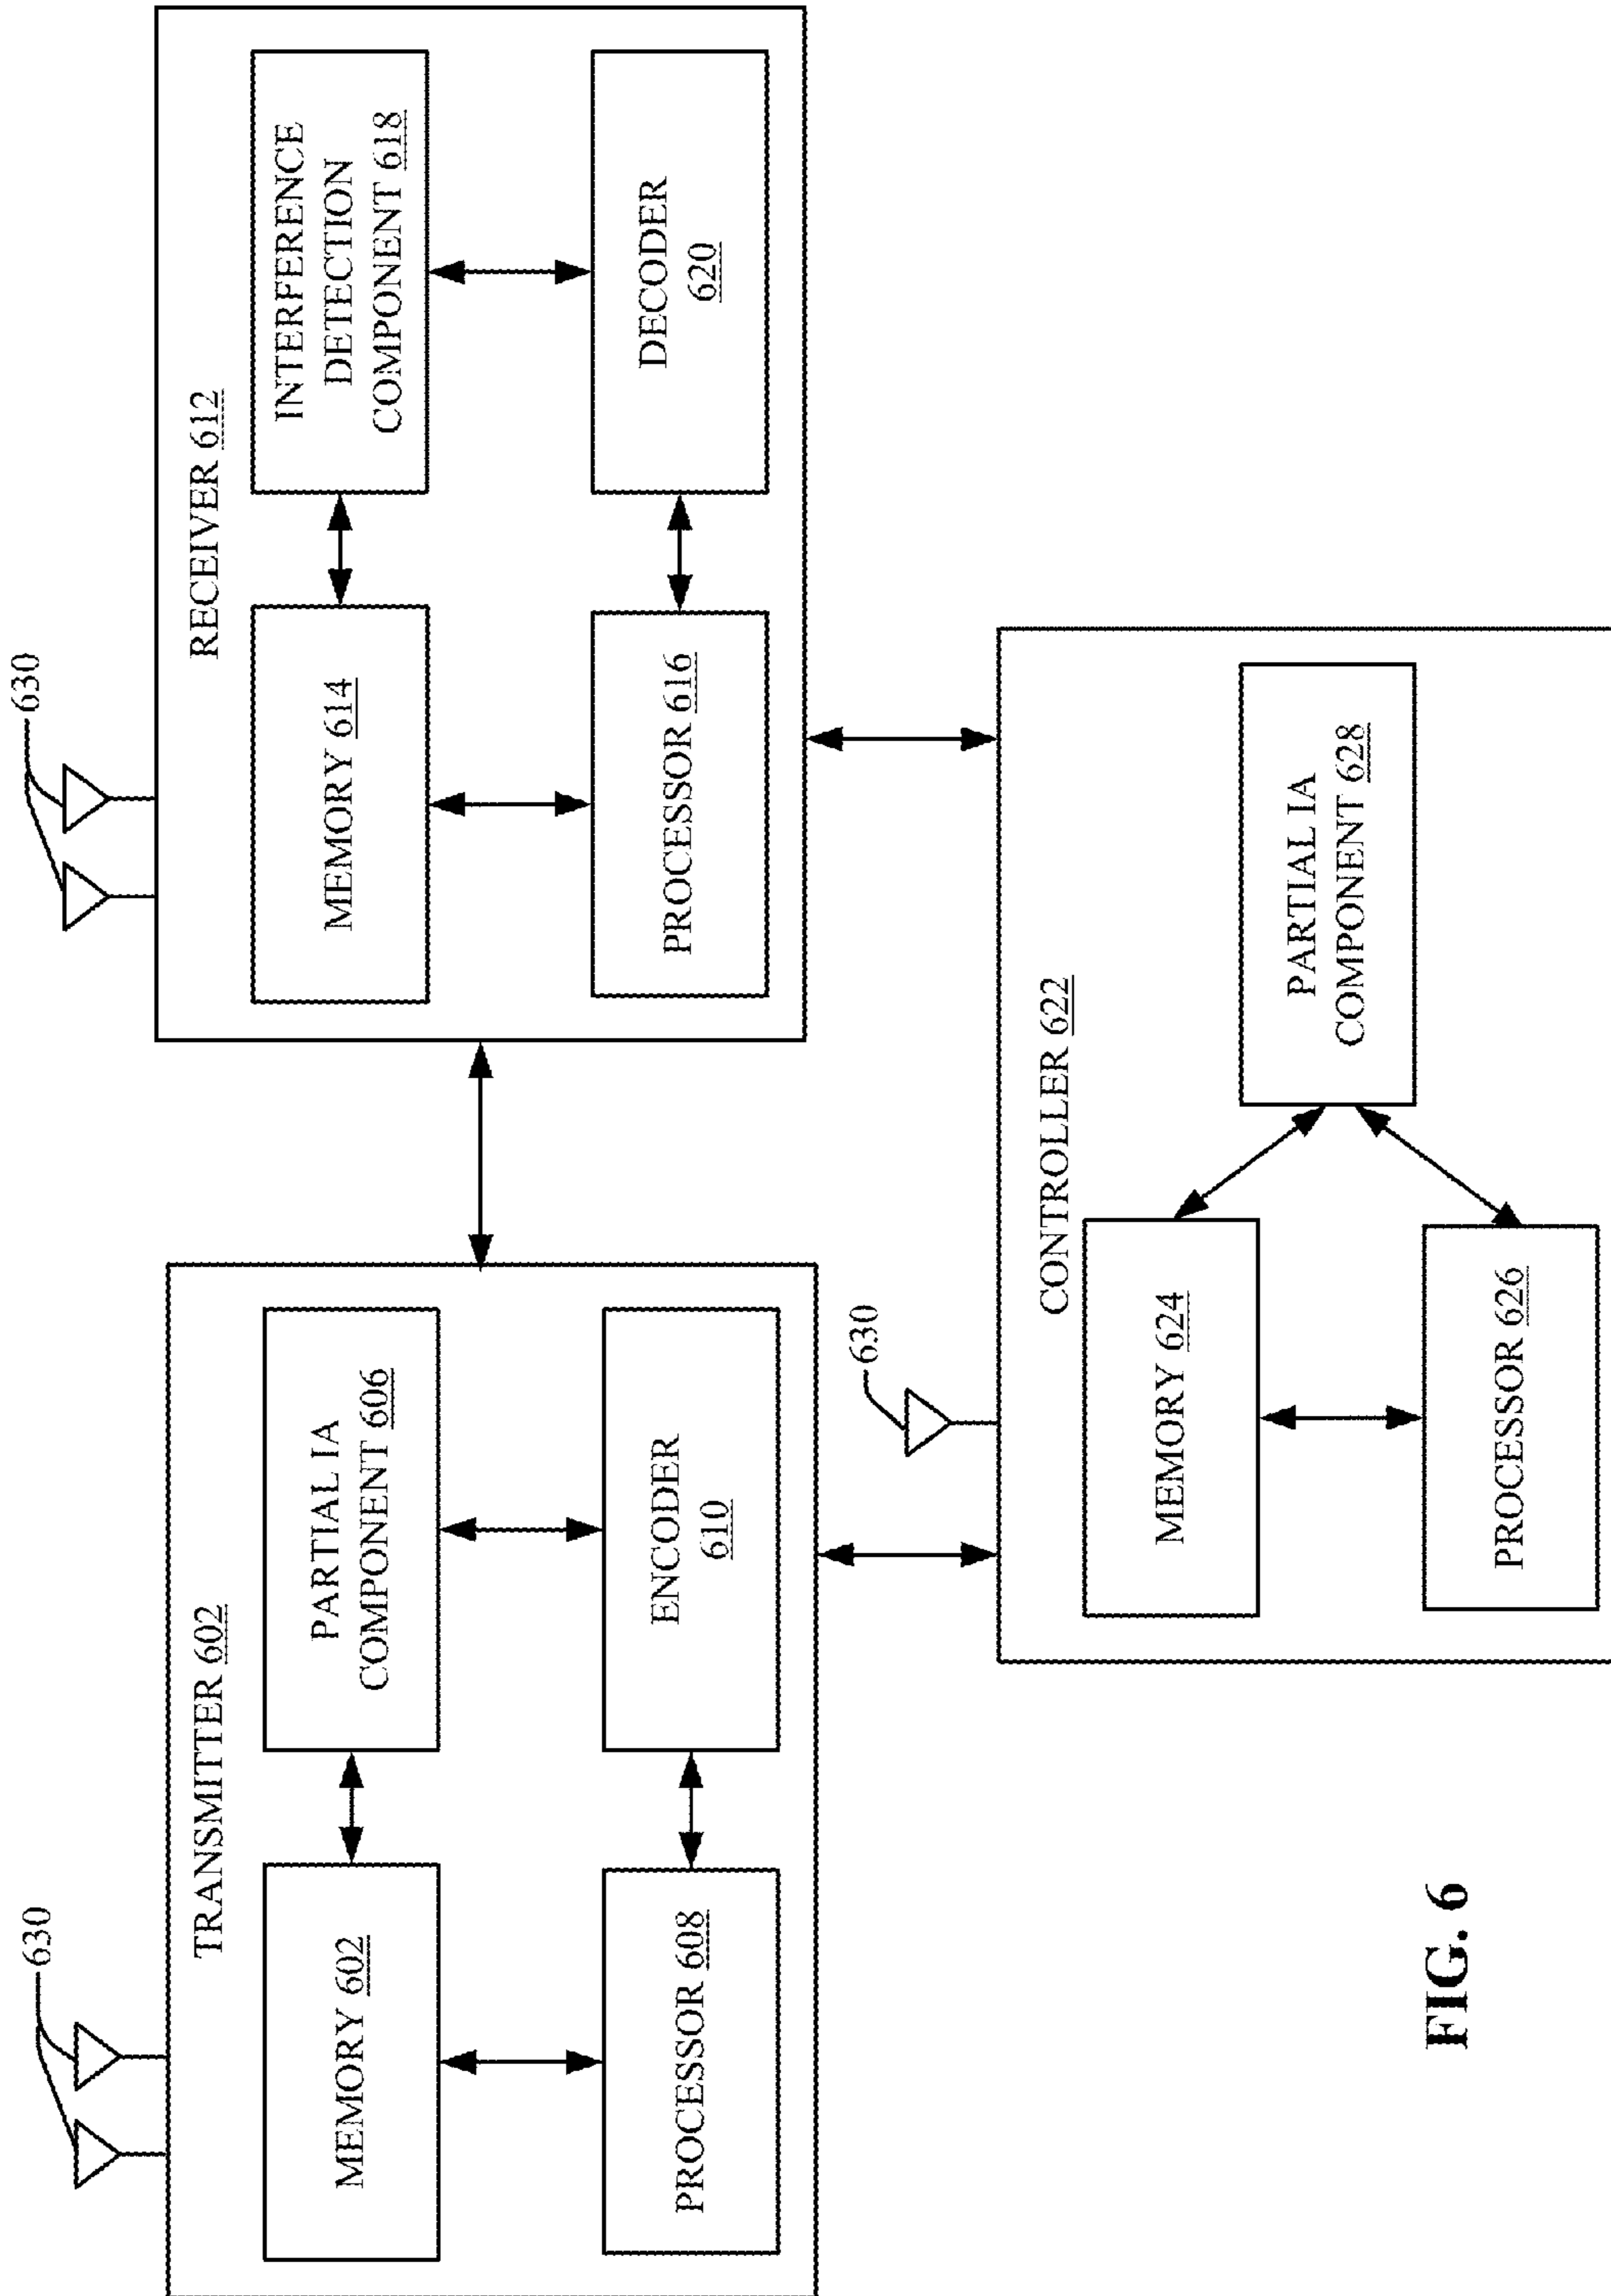 630
TRANSMITTER 602
MEMORY 602
PARTIAL IA
COMPONENT 606
PROCESSOR 608
ENCODER
610
630
RECEIVER 612
MEMORY 614
INTERFERENCE
DETECTION
COMPONENT 618
PROCESSOR 616
DECODER
620
630
CONTROLLER 622
MEMORY 624
PARTIAL IA
COMPONENT 628
PROCESSOR 626
FIG. 6